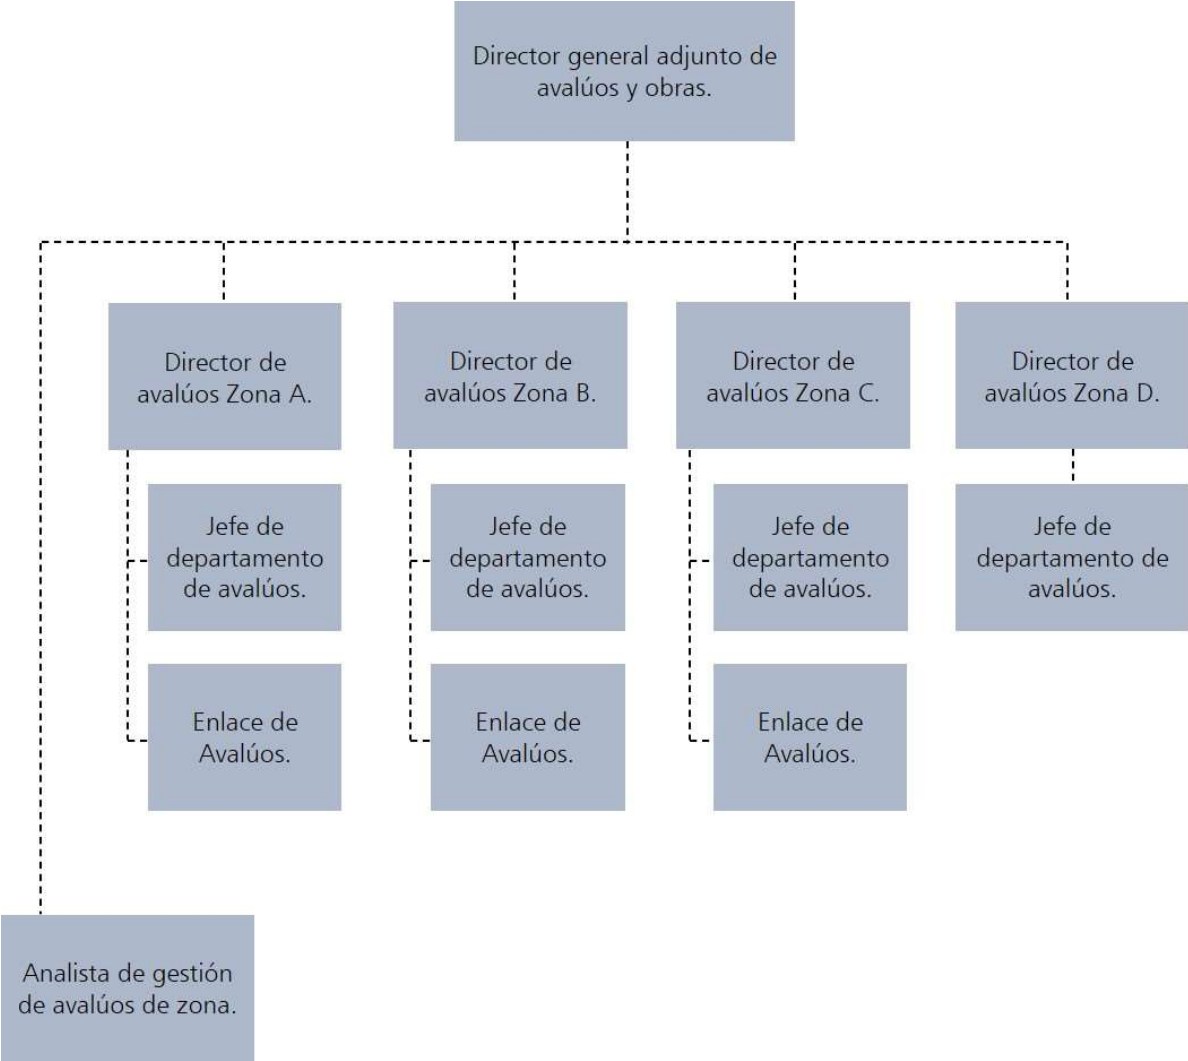 Director general adjunto de
avalúos y obras.
Director de
avalúos Zona A.
Director de
avalúos Zona B.
Director de
avalúos Zona C.
Director de
avalúos Zona D.
Jefe de
departamento
de avalúos.
Jefe de
departamento
de avalúos.
Jefe de
departamento
de avalúos.
Jefe de
departamento de
avalúos.
Enlace de
Avalúos.
Enlace de
Avalúos.
Enlace de
Avalúos.
Analista de gestión
de avalúos de zona.